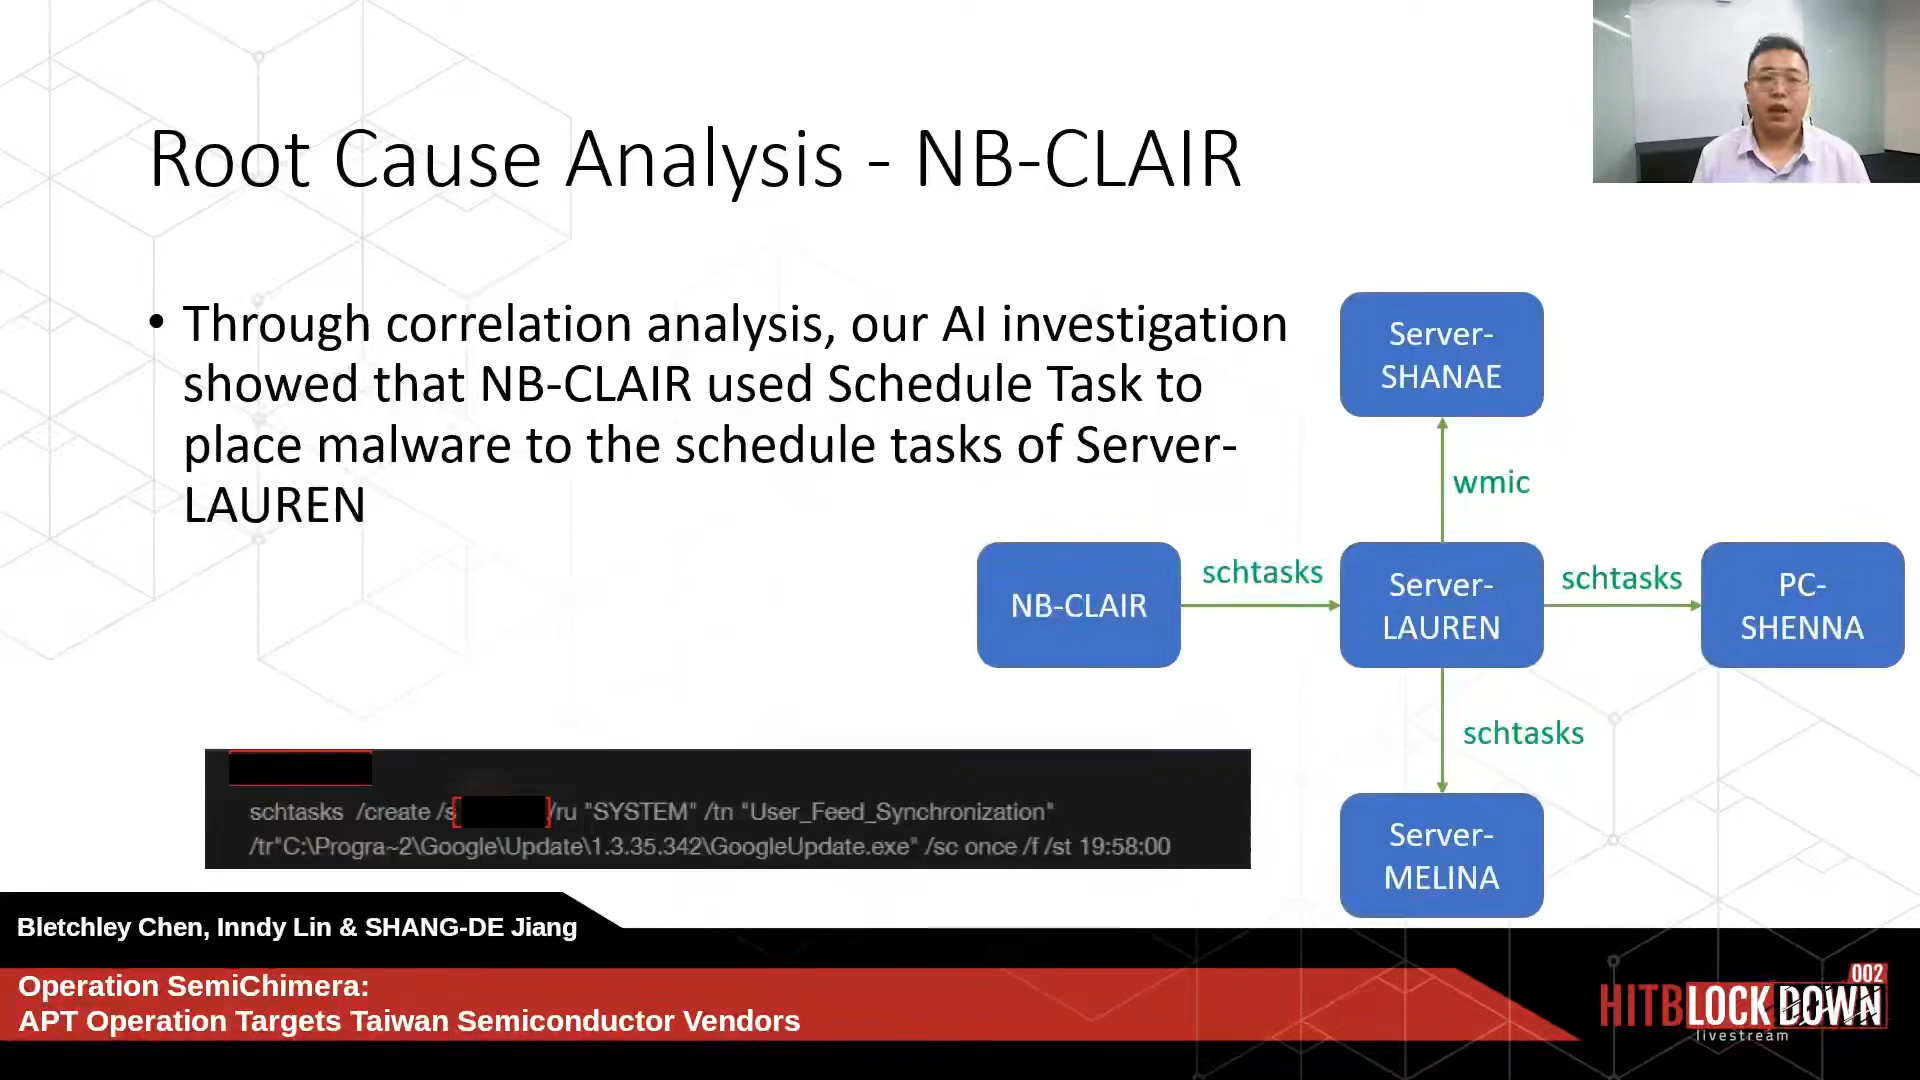 Root Cause Analysis - NB-CLAIR
• Through correlation analysis, our AI investigation
showed that NB-CLAIR used Schedule Task to
place malware to the schedule tasks of Server-
LAUREN
Server-
SHANAE
wmic
NB-CLAIR
schtasks
Server-
LAUREN
schtasks
PC-
SHENNA
schtasks
Server-
MELINA
schtasks /create /s /ru "SYSTEM" /tn "User_Feed_Synchronization"
/tr"C:\Progra~2\Google\Update\1.3.35.342\GoogleUpdate.exe" /sc once /f /st 19:58:00
Bletchley Chen, Inndy Lin & SHANG-DE Jiang
Operation SemiChimera:
APT Operation Targets Taiwan Semiconductor Vendors
002
HITBLOCKDOWN
livestream